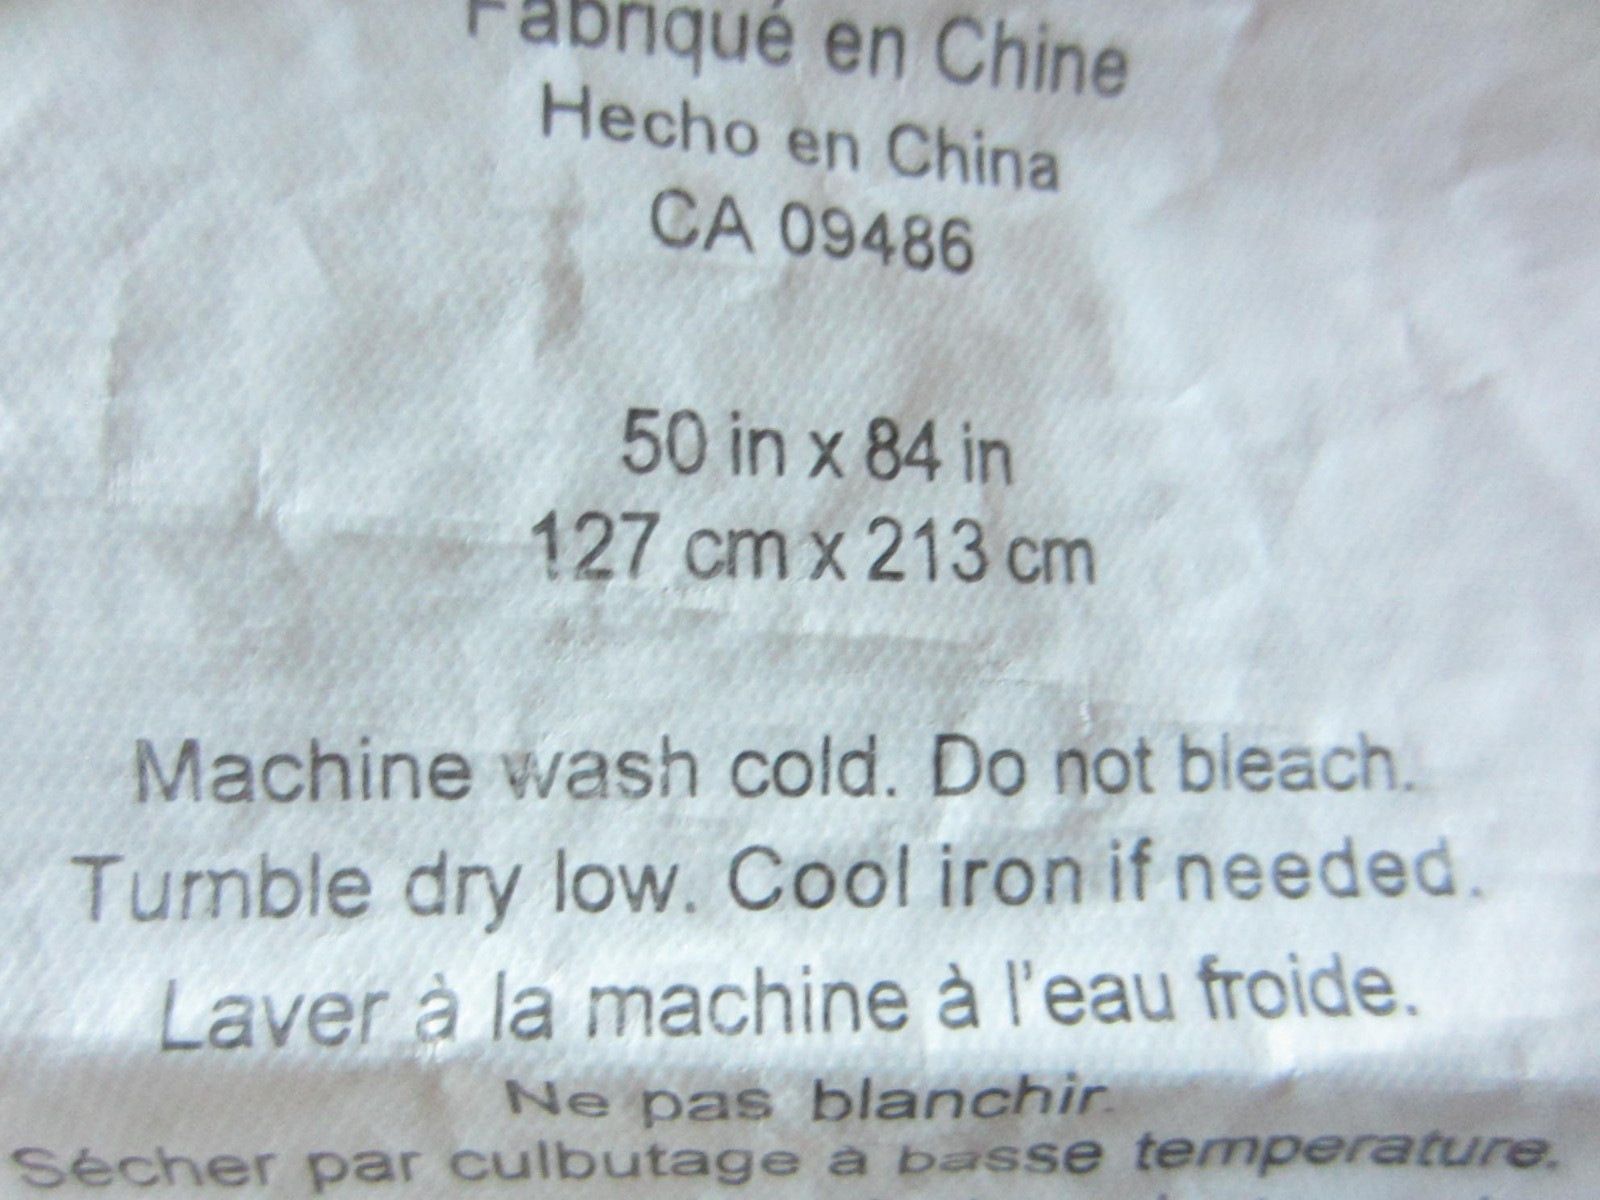 Fabriqué en Chine
Hecho en China
CA 09486
50 in x 84 in
127 cm x 213 cm
Machine wash cold. Do not bleach.
Tumble dry low. Cool iron if needed.
Laver à la machine à l'eau froide.
Ne pas blanchir.
Sécher par culbutage à basse temperature.